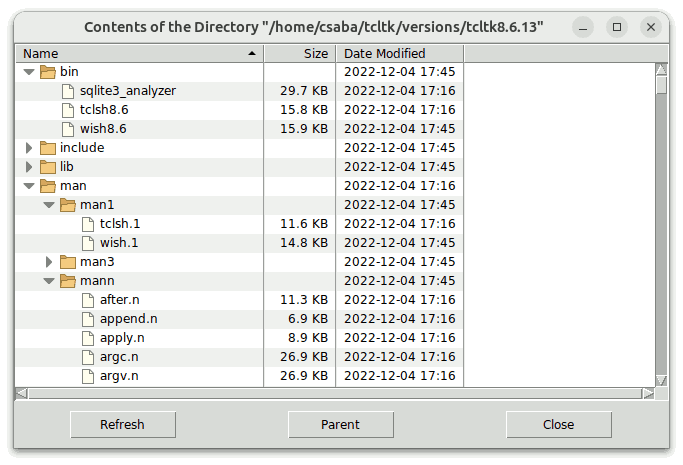 Contents of the Directory "/home/csaba/tcltk/versions/tcltk8.6.13"
Name Size Date Modified
bin 2022-12-04 17:45
sqlite3_analyzer 29.7 KB 2022-12-04 17:16
tclsh8.6 15.8 KB 2022-12-04 17:16
wish8.6 15.9 KB 2022-12-04 17:45
include 2022-12-04 17:45
lib 2022-12-04 17:45
man 2022-12-04 17:16
man1 2022-12-04 17:45
tclsh.1 11.6 KB 2022-12-04 17:16
wish.1 14.8 KB 2022-12-04 17:45
man3 2022-12-04 17:45
mann 2022-12-04 17:45
after.n 11.3 KB 2022-12-04 17:16
append.n 6.9 KB 2022-12-04 17:16
apply.n 8.9 KB 2022-12-04 17:16
argc.n 26.9 KB 2022-12-04 17:16
argv.n 26.9 KB 2022-12-04 17:16
Refresh Parent Close